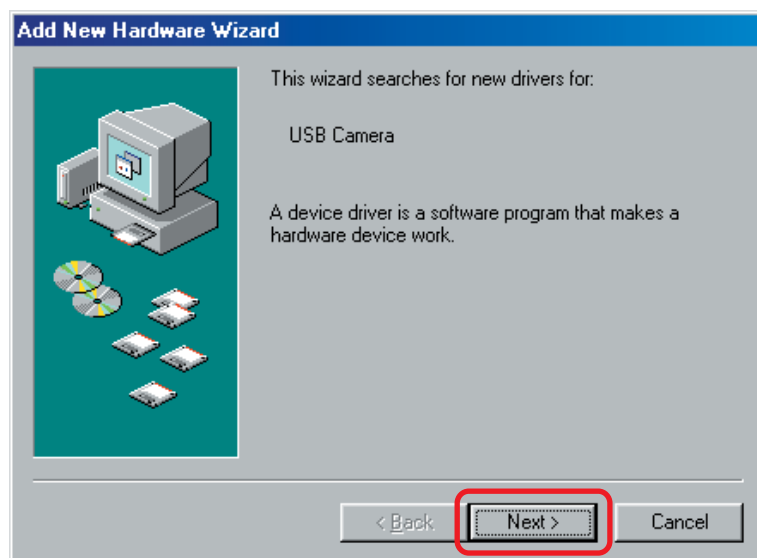 Add New Hardware Wizard
This wizard searches for new drivers for:
USB Camera
A device driver is a software program that makes a
hardware device work.
< Back
Next >
Cancel